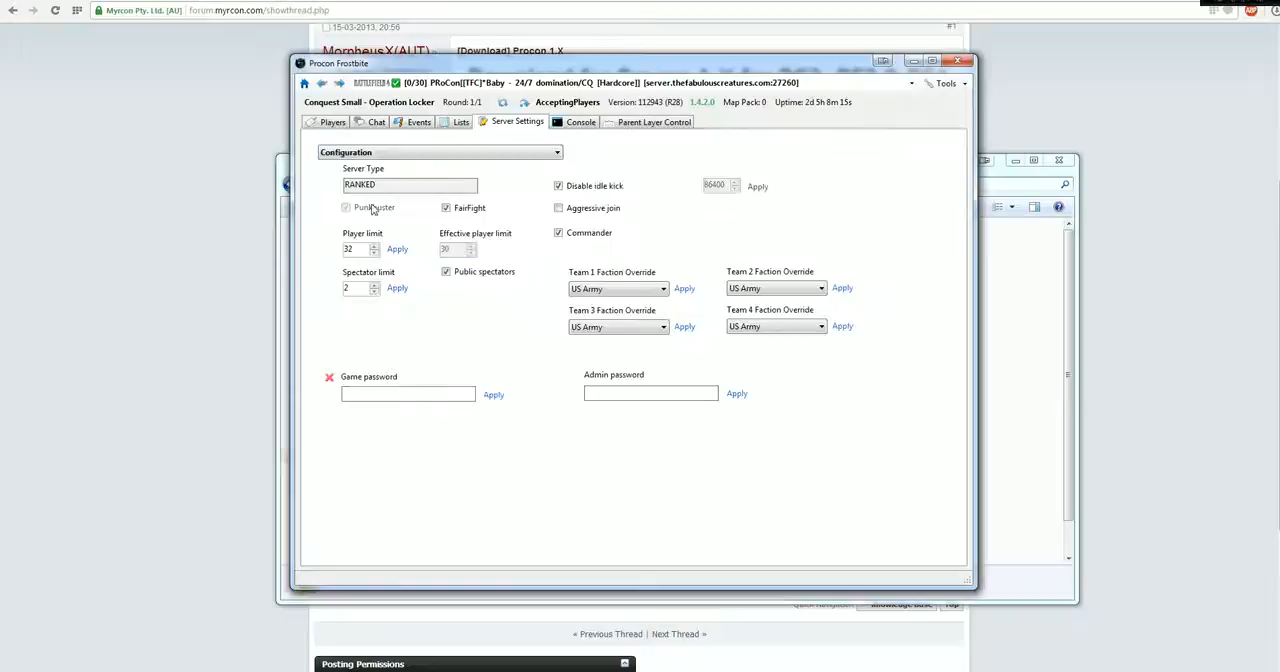 Myrcon Pty. Ltd. [AU] forum.myrcon.com/showthread.php
15-03-2013, 20:56 #1
MorpheusX(AUT) [Download] Procon 1.X
Procon Frostbite
BATTLEFIELD 4 [0/30] PRoCon[[TFC]*Baby - 24/7 domination/CQ [Hardcore]] [server.thefabulouscreatures.com:27260] Tools
Conquest Small - Operation Locker Round: 1/1 AcceptingPlayers Version: 112943 (R28) 1.4.2.0 Map Pack: 0 Uptime: 2d 5h 8m 15s
Players Chat Events Lists Server Settings Console Parent Layer Control
Configuration
Server Type
RANKED Disable idle kick 86400 Apply
Punkbuster FairFight Aggressive join
Player limit Effective player limit Commander
32 Apply 30
Spectator limit Public spectators Team 1 Faction Override Team 2 Faction Override
2 Apply US Army Apply US Army Apply
Team 3 Faction Override Team 4 Faction Override
US Army Apply US Army Apply
Game password Admin password
Apply Apply
Quick Navigation Knowledge Base Top
« Previous Thread | Next Thread »
Posting Permissions